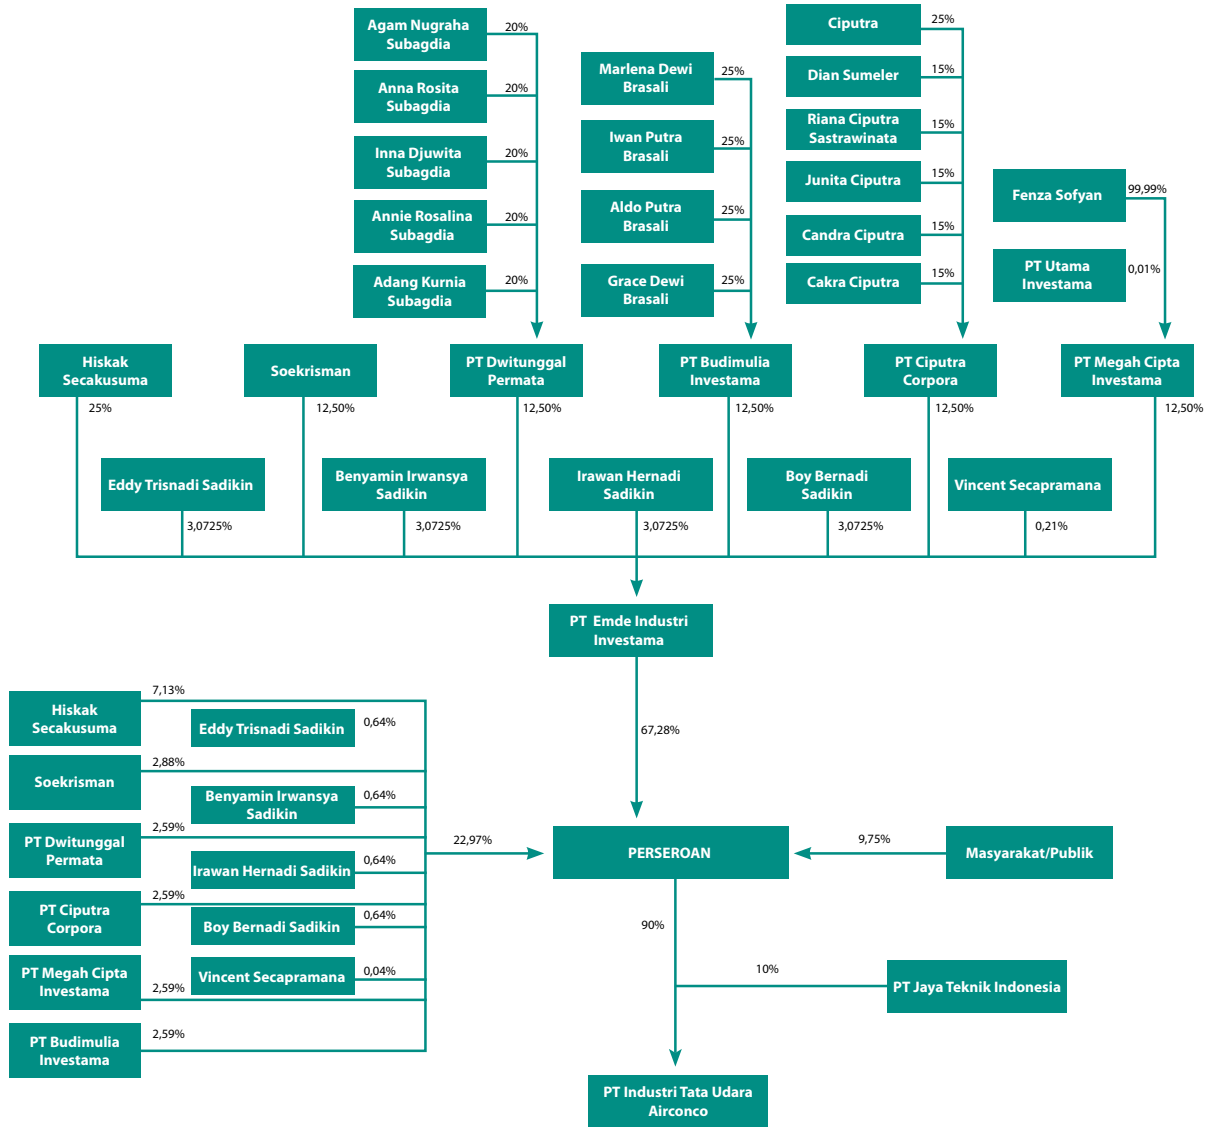 Agam Nugraha
Subagdia
20%
Anna Rosita
Subagdia
20%
Inna Djuwita
Subagdia
20%
Annie Rosalina
Subagdia
20%
Adang Kurnia
Subagdia
20%
Marlena Dewi
Brasali
25%
Iwan Putra
Brasali
25%
Aldo Putra
Brasali
25%
Grace Dewi
Brasali
25%
Ciputra
25%
Dian Sumeler
15%
Riana Ciputra
Sastrawinata
15%
Junita Ciputra
15%
Candra Ciputra
15%
Cakra Ciputra
15%
Fenza Sofyan
99,99%
PT Utama
Investama
0,01%
Hiskak
Secakusuma
25%
Soekrisman
12,50%
PT Dwitunggal
Permata
12,50%
PT Budimulia
Investama
12,50%
PT Ciputra
Corpora
12,50%
PT Megah Cipta
Investama
12,50%
Eddy Trisnadi Sadikin
3,0725%
Benyamin Irwansya
Sadikin
3,0725%
Irawan Hernadi
Sadikin
3,0725%
Boy Bernadi
Sadikin
3,0725%
Vincent Secapramana
0,21%
PT Emde Industri
Investama
67,28%
Hiskak
Secakusuma
7,13%
Eddy Trisnadi Sadikin
0,64%
Soekrisman
2,88%
Benyamin Irwansya
Sadikin
0,64%
PT Dwitunggal
Permata
2,59%
Irawan Hernadi Sadikin
0,64%
PT Ciputra
Corpora
2,59%
Boy Bernadi Sadikin
0,64%
PT Megah Cipta
Investama
2,59%
Vincent Secapramana
0,04%
PT Budimulia
Investama
2,59%
22,97%
PERSEROAN
9,75%
Masyarakat/Publik
90%
10%
PT Jaya Teknik Indonesia
PT Industri Tata Udara
Airconco